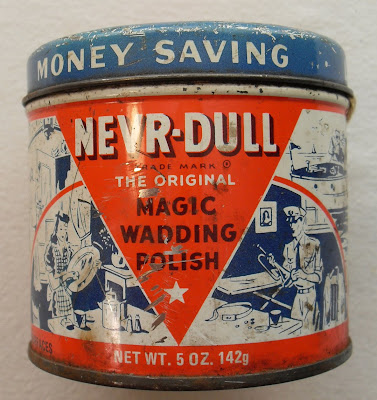 MONEY SAVING
NEVR-DULL
TRADE MARK ®
THE ORIGINAL
MAGIC
WADDING
POLISH
NET WT. 5 OZ. 142g